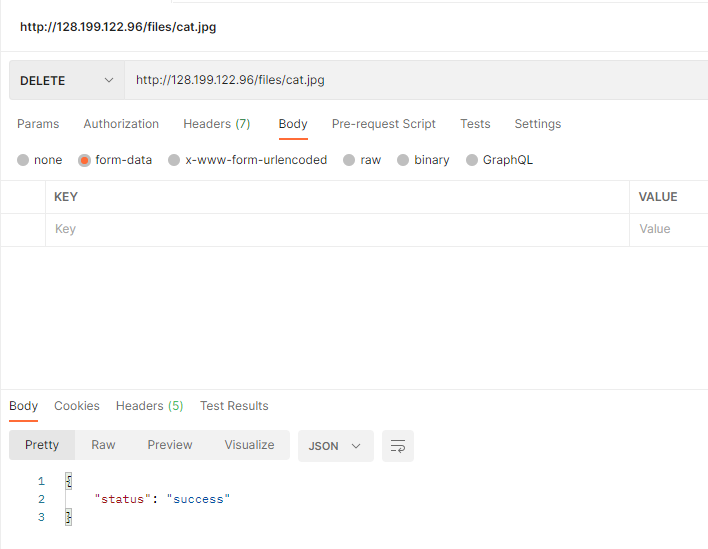 http://128.199.122.96/files/cat.jpg
DELETE http://128.199.122.96/files/cat.jpg
Params Authorization Headers (7) Body Pre-request Script Tests Settings
none form-data x-www-form-urlencoded raw binary GraphQL
KEY VALUE
Key Value
Body Cookies Headers (5) Test Results
Pretty Raw Preview Visualize JSON
1 {
2 "status": "success"
3 }